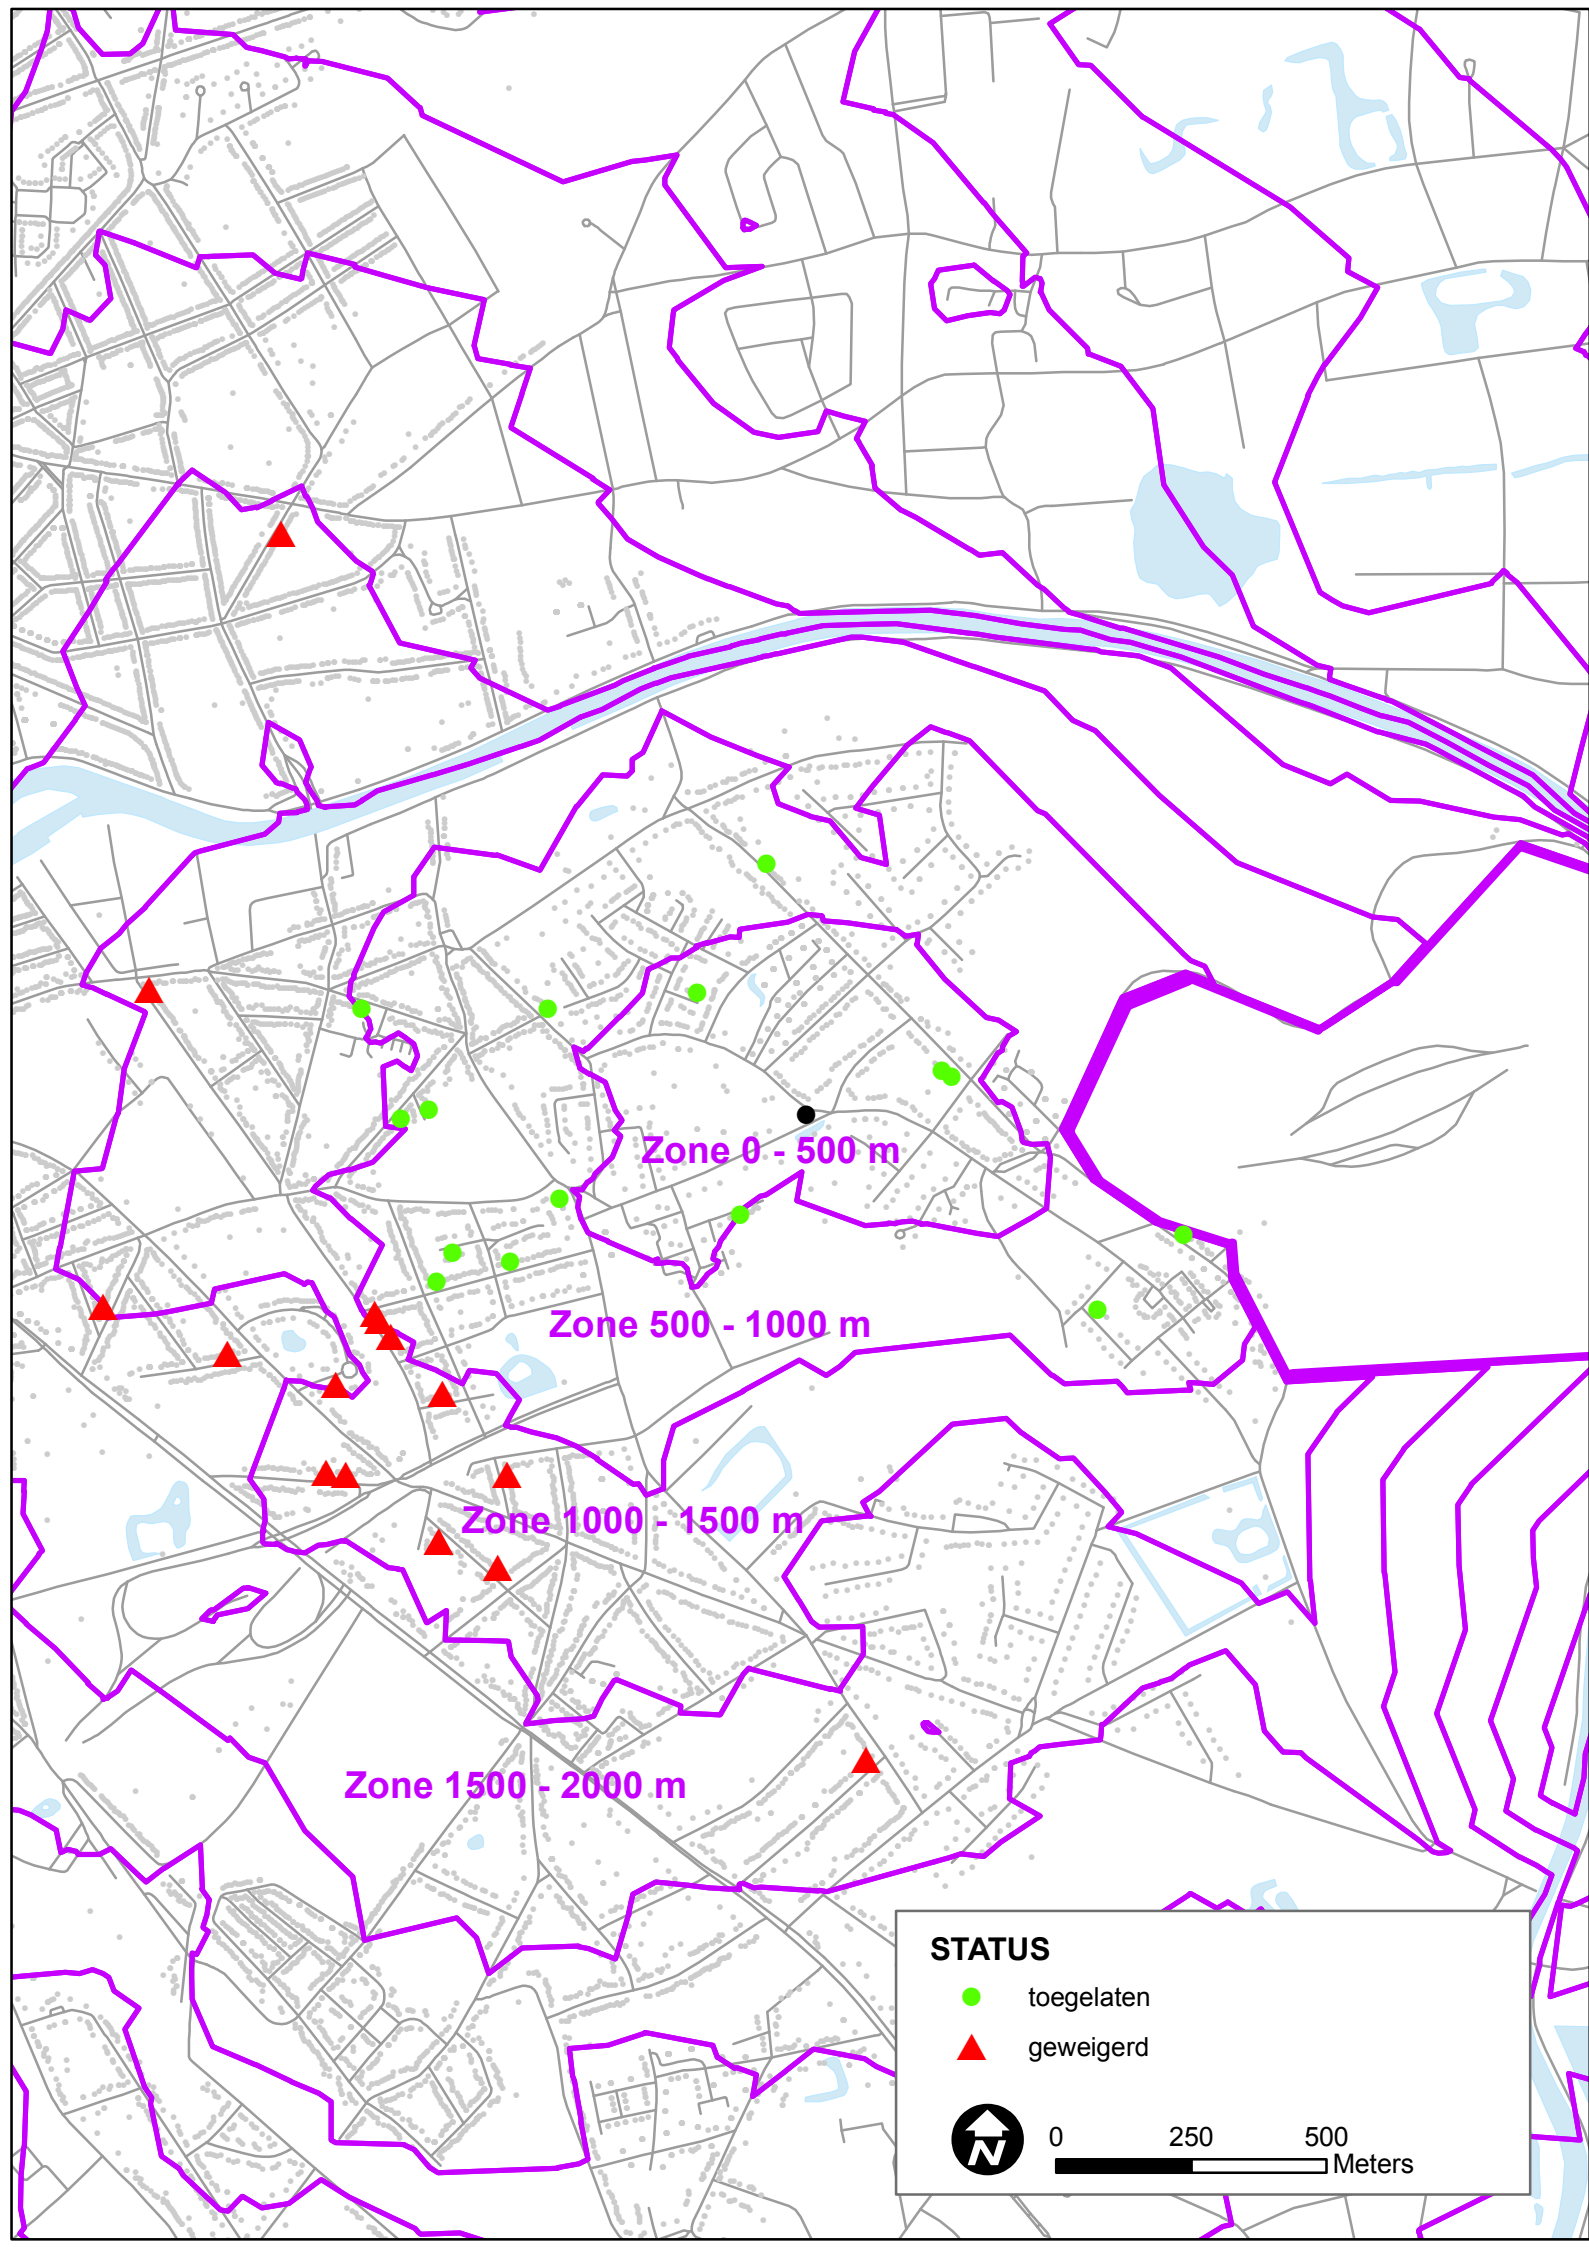 Zone 0 - 500 m
Zone 500 - 1000 m
Zone 1000 - 1500 m
Zone 1500 - 2000 m
STATUS
toegelaten
geweigerd
N
0 250 500
Meters